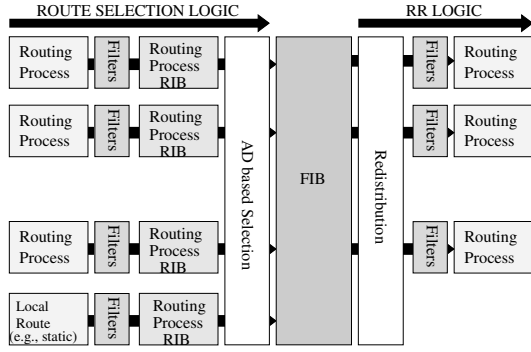 ROUTE SELECTION LOGIC
RR LOGIC
Routing
Process
Filters
Routing
Process
RIB
Filters
Routing
Process
Routing
Process
Filters
Routing
Process
RIB
Filters
Routing
Process
AD based Selection
FIB
Redistribution
Routing
Process
Filters
Routing
Process
RIB
Filters
Routing
Process
Local
Route
(e.g., static)
Filters
Routing
Process
RIB